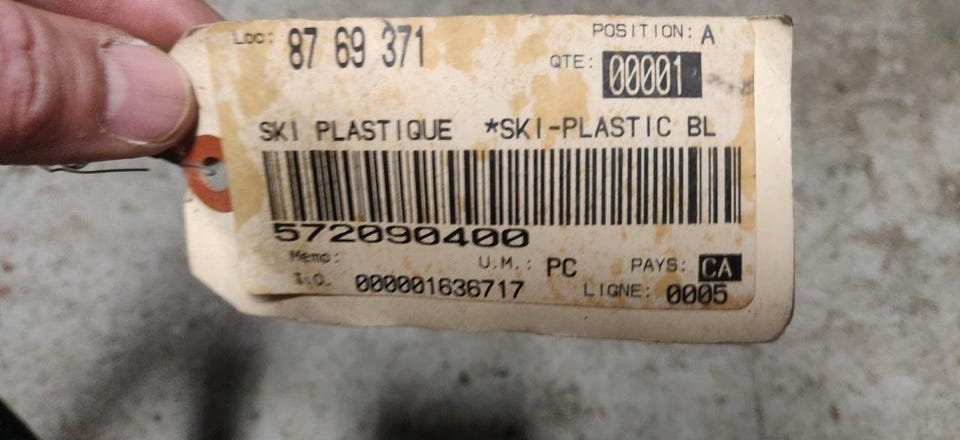 Loc: 87 69 371 POSITION: A
QTE: 00001
SKI PLASTIQUE *SKI-PLASTIC BL
572090400
Memo: U.M.: PC PAYS: CA
000001636717 LIGNE: 0005